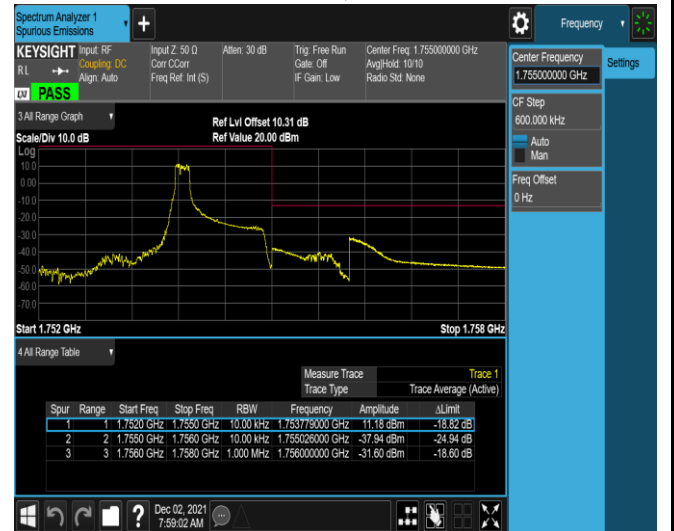 Spectrum Analyzer 1
Spurious Emissions
Frequency
KEYSIGHT Input: RF Input Z: 50 Ω Atten: 30 dB Trig: Free Run Center Freq: 1.755000000 GHz
RL Coupling: DC Corr CCorr Gate: Off Avg|Hold: 10/10
Align: Auto Freq Ref: Int (S) IF Gain: Low Radio Std: None
LXI PASS
Center Frequency
1.755000000 GHz
Settings
CF Step
600.000 kHz
Auto
Man
Freq Offset
0 Hz
3 All Range Graph
Ref Lvl Offset 10.31 dB
Scale/Div 10.0 dB Ref Value 20.00 dBm
Log
10.0
0.00
-10.0
-20.0
-30.0
-40.0
-50.0
-60.0
-70.0
Start 1.752 GHz Stop 1.758 GHz
4 All Range Table
Measure Trace Trace 1
Trace Type Trace Average (Active)
Spur Range Start Freq Stop Freq RBW Frequency Amplitude ΔLimit
1 1 1.7520 GHz 1.7550 GHz 10.00 kHz 1.753779000 GHz 11.18 dBm -18.82 dB
2 2 1.7550 GHz 1.7560 GHz 10.00 kHz 1.755026000 GHz -37.94 dBm -24.94 dB
3 3 1.7560 GHz 1.7580 GHz 1.000 MHz 1.756000000 GHz -31.60 dBm -18.60 dB
Dec 02, 2021
7:59:02 AM